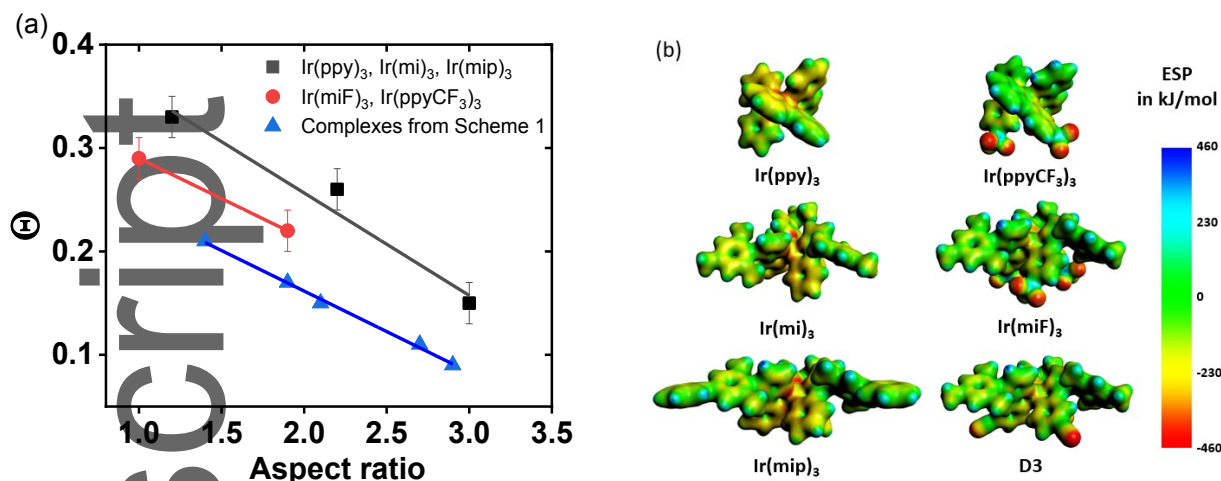 (a)
0.4
0.3
0.2
0.1
Θ
1.0 1.5 2.0 2.5 3.0 3.5
Aspect ratio
Ir(ppy)₃, Ir(mi)₃, Ir(mip)₃
Ir(miF)₃, Ir(ppyCF₃)₃
Complexes from Scheme 1
script
(b)
Ir(ppy)₃
Ir(ppyCF₃)₃
Ir(mi)₃
Ir(miF)₃
Ir(mip)₃
D3
ESP
in kJ/mol
460
230
0
-230
-460